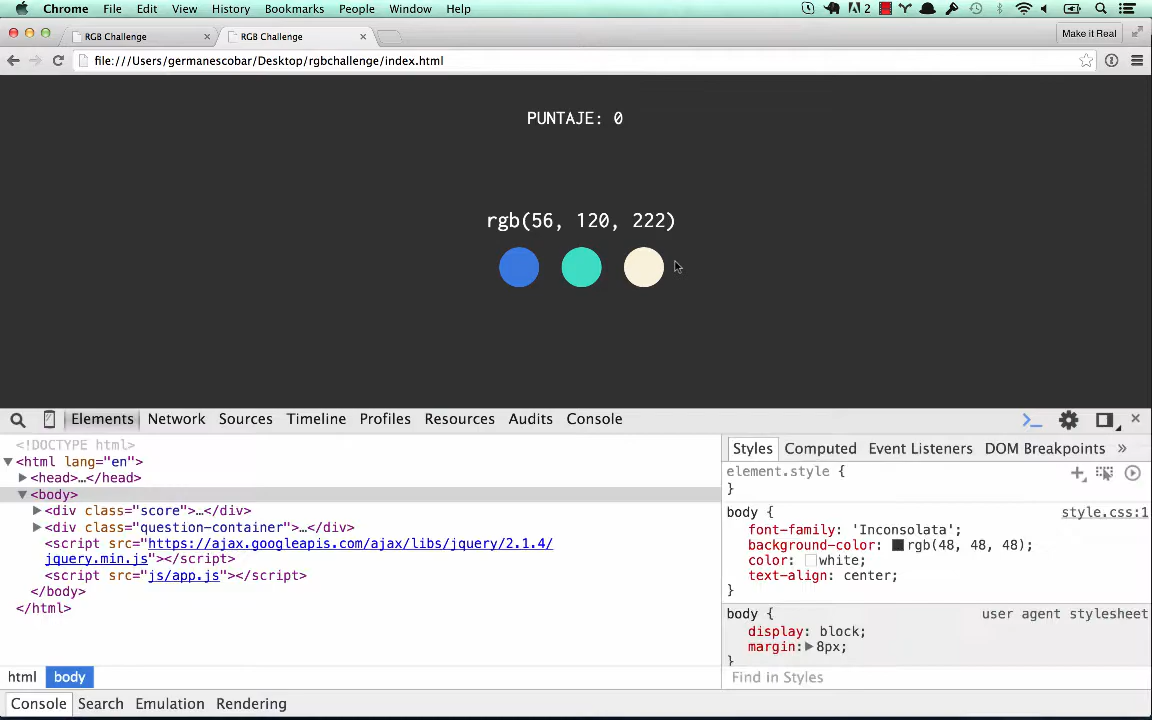 Chrome File Edit View History Bookmarks People Window Help 2
RGB Challenge × RGB Challenge × Make it Real
file:///Users/germanescobar/Desktop/rgbchallenge/index.html
PUNTAJE: 0
rgb(56, 120, 222)
Elements Network Sources Timeline Profiles Resources Audits Console
<!DOCTYPE html>
<html lang="en">
<head>…</head>
<body>
<div class="score">…</div>
<div class="question-container">…</div>
<script src="https://ajax.googleapis.com/ajax/libs/jquery/2.1.4/
jquery.min.js"></script>
<script src="js/app.js"></script>
</body>
</html>
html body
Styles Computed Event Listeners DOM Breakpoints »
element.style {
}
body { style.css:1
font-family: 'Inconsolata';
background-color: rgb(48, 48, 48);
color: white;
text-align: center;
}
body { user agent stylesheet
display: block;
margin: 8px;
}
Find in Styles
Console Search Emulation Rendering